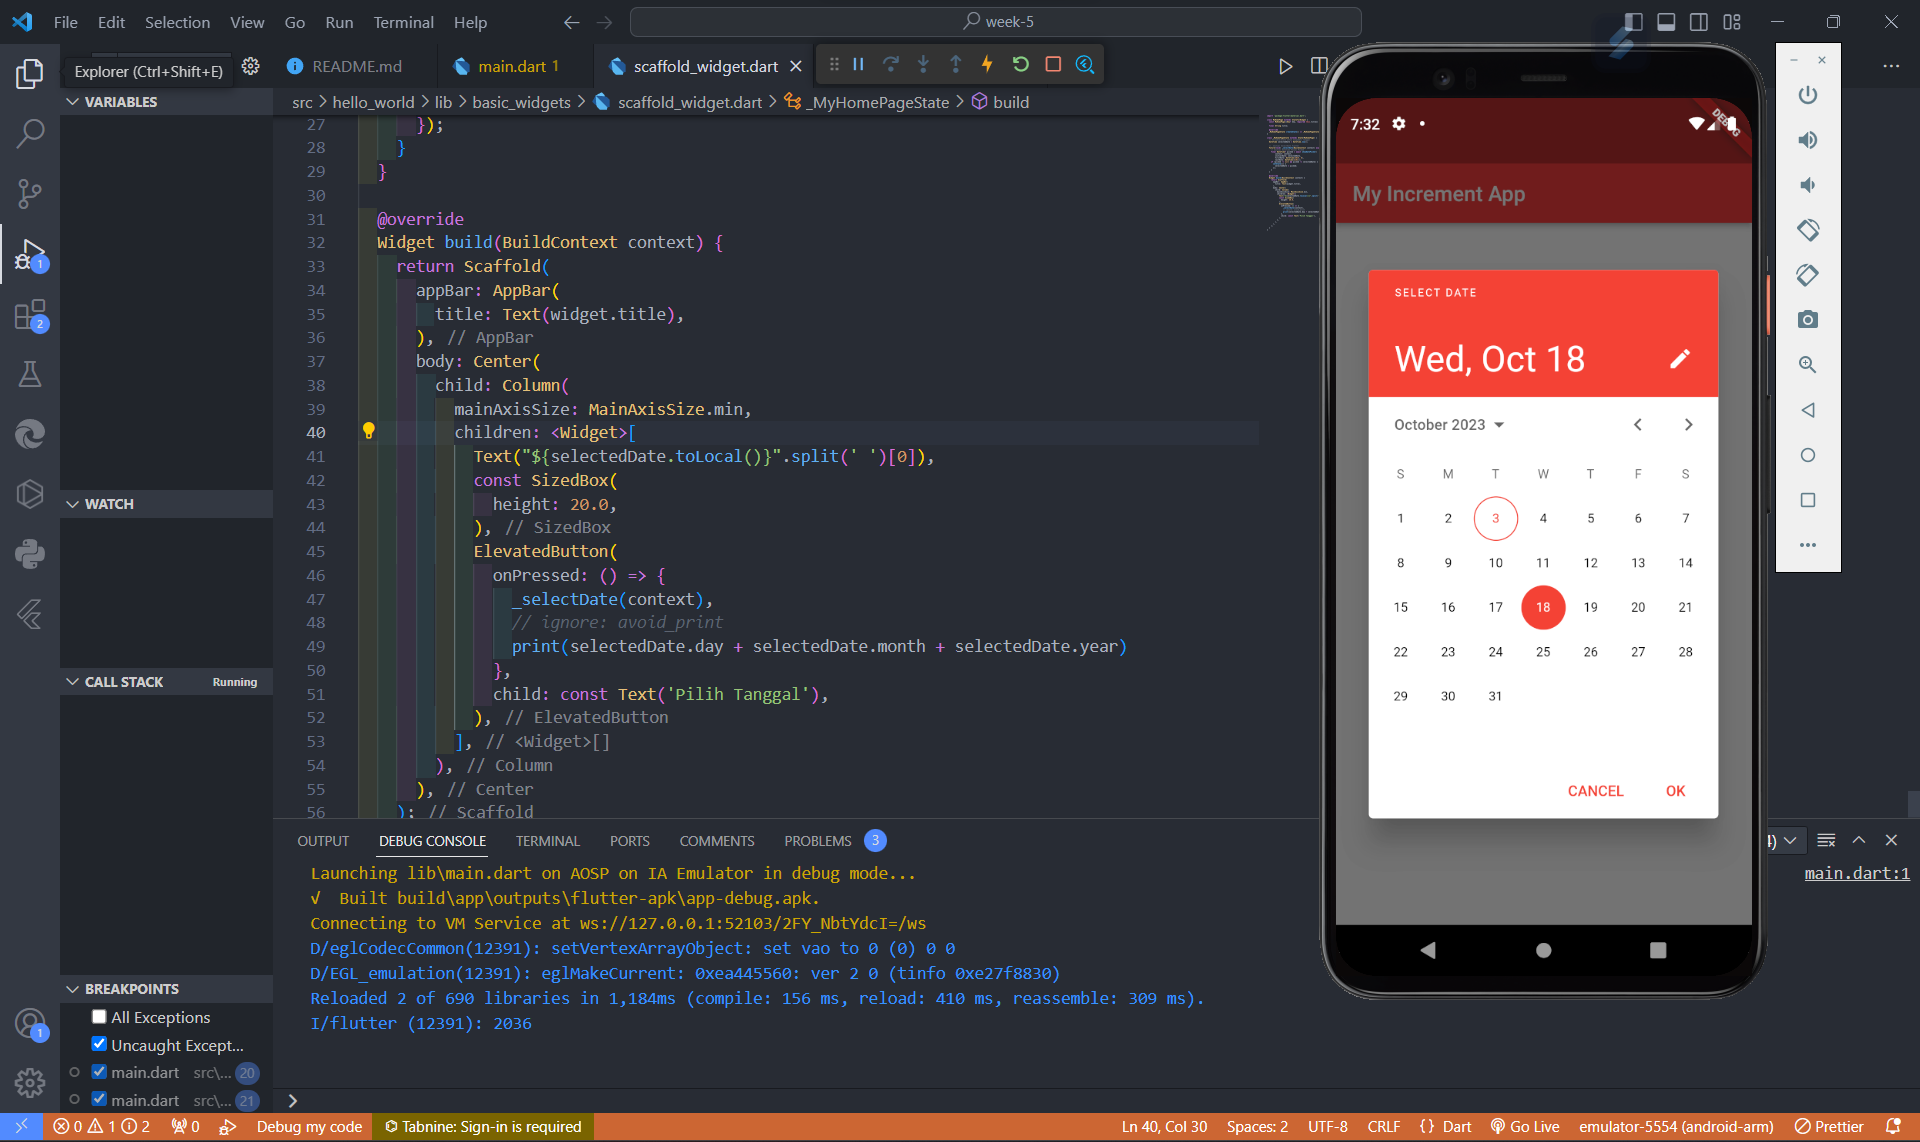 File Edit Selection View Go Run Terminal Help
week-5
Explorer (Ctrl+Shift+E)
README.md
main.dart 1
scaffold_widget.dart
src > hello_world > lib > basic_widgets > scaffold_widget.dart > _MyHomePageState > build
VARIABLES
WATCH
CALL STACK Running
BREAKPOINTS
All Exceptions
Uncaught Except...
main.dart src\... 20
main.dart src\... 21
1
2
1
27 });
28 }
29 }
30
31 @override
32 Widget build(BuildContext context) {
33 return Scaffold(
34 appBar: AppBar(
35 title: Text(widget.title),
36 ), // AppBar
37 body: Center(
38 child: Column(
39 mainAxisSize: MainAxisSize.min,
40 children: <Widget>[
41 Text("${selectedDate.toLocal()}".split(' ')[0]),
42 const SizedBox(
43 height: 20.0,
44 ), // SizedBox
45 ElevatedButton(
46 onPressed: () => {
47 _selectDate(context),
48 // ignore: avoid_print
49 print(selectedDate.day + selectedDate.month + selectedDate.year)
50 },
51 child: const Text('Pilih Tanggal'),
52 ), // ElevatedButton
53 ], // <Widget>[]
54 ), // Column
55 ), // Center
56 ); // Scaffold
OUTPUT DEBUG CONSOLE TERMINAL PORTS COMMENTS PROBLEMS 3
Launching lib\main.dart on AOSP on IA Emulator in debug mode...
√ Built build\app\outputs\flutter-apk\app-debug.apk.
Connecting to VM Service at ws://127.0.0.1:52103/2FY_NbtYdcI=/ws
D/eglCodecCommon(12391): setVertexArrayObject: set vao to 0 (0) 0 0
D/EGL_emulation(12391): eglMakeCurrent: 0xea445560: ver 2 0 (tinfo 0xe27f8830)
Reloaded 2 of 690 libraries in 1,184ms (compile: 156 ms, reload: 410 ms, reassemble: 309 ms).
I/flutter (12391): 2036
main.dart:1
7:32
DEBUG
My Increment App
SELECT DATE
Wed, Oct 18
October 2023
S M T W T F S
1 2 3 4 5 6 7
8 9 10 11 12 13 14
15 16 17 18 19 20 21
22 23 24 25 26 27 28
29 30 31
CANCEL OK
0 1 2 0 Debug my code Tabnine: Sign-in is required Ln 40, Col 30 Spaces: 2 UTF-8 CRLF {} Dart Go Live emulator-5554 (android-arm) Prettier